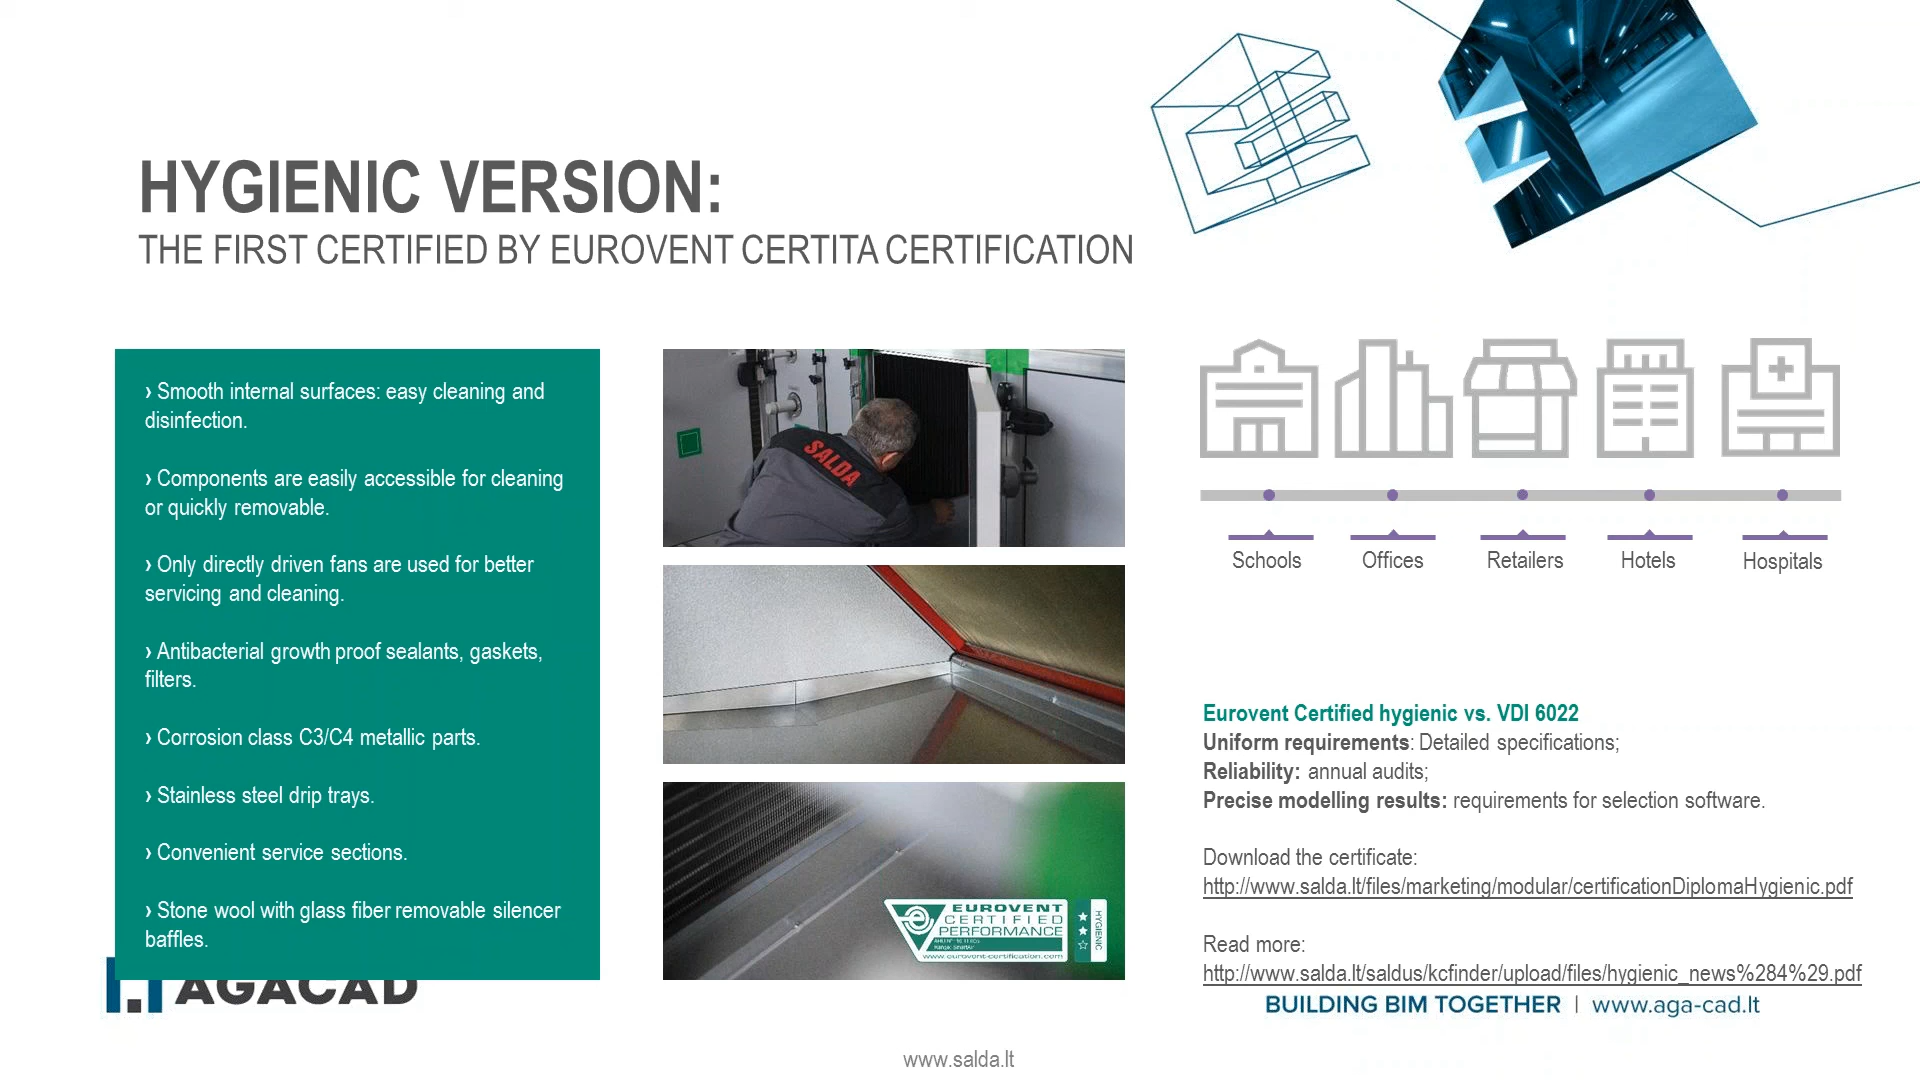 HYGIENIC VERSION:
THE FIRST CERTIFIED BY EUROVENT CERTITA CERTIFICATION
› Smooth internal surfaces: easy cleaning and
disinfection.
› Components are easily accessible for cleaning
or quickly removable.
› Only directly driven fans are used for better
servicing and cleaning.
› Antibacterial growth proof sealants, gaskets,
filters.
› Corrosion class C3/C4 metallic parts.
› Stainless steel drip trays.
› Convenient service sections.
› Stone wool with glass fiber removable silencer
baffles.
AGACAD
SALDA
EUROVENT
CERTIFIED
PERFORMANCE
www.eurovent-certification.com
HYGIENIC
Schools
Offices
Retailers
Hotels
Hospitals
Eurovent Certified hygienic vs. VDI 6022
Uniform requirements: Detailed specifications;
Reliability: annual audits;
Precise modelling results: requirements for selection software.
Download the certificate:
http://www.salda.lt/files/marketing/modular/certificationDiplomaHygienic.pdf
Read more:
http://www.salda.lt/saldus/kcfinder/upload/files/hygienic_news%284%29.pdf
BUILDING BIM TOGETHER | www.aga-cad.lt
www.salda.lt